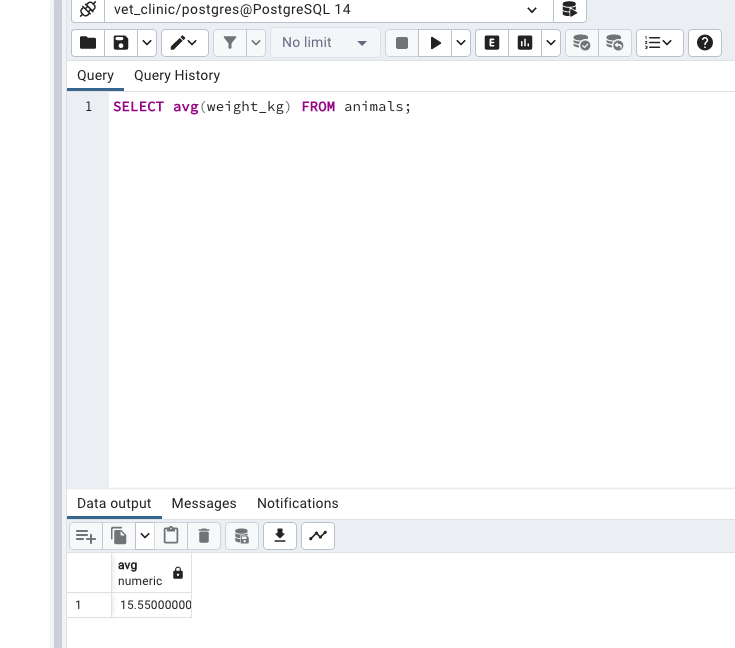 vet_clinic/postgres@PostgreSQL 14
No limit
E
Query Query History
1 SELECT avg(weight_kg) FROM animals;
Data output Messages Notifications
avg
numeric
1 15.55000000